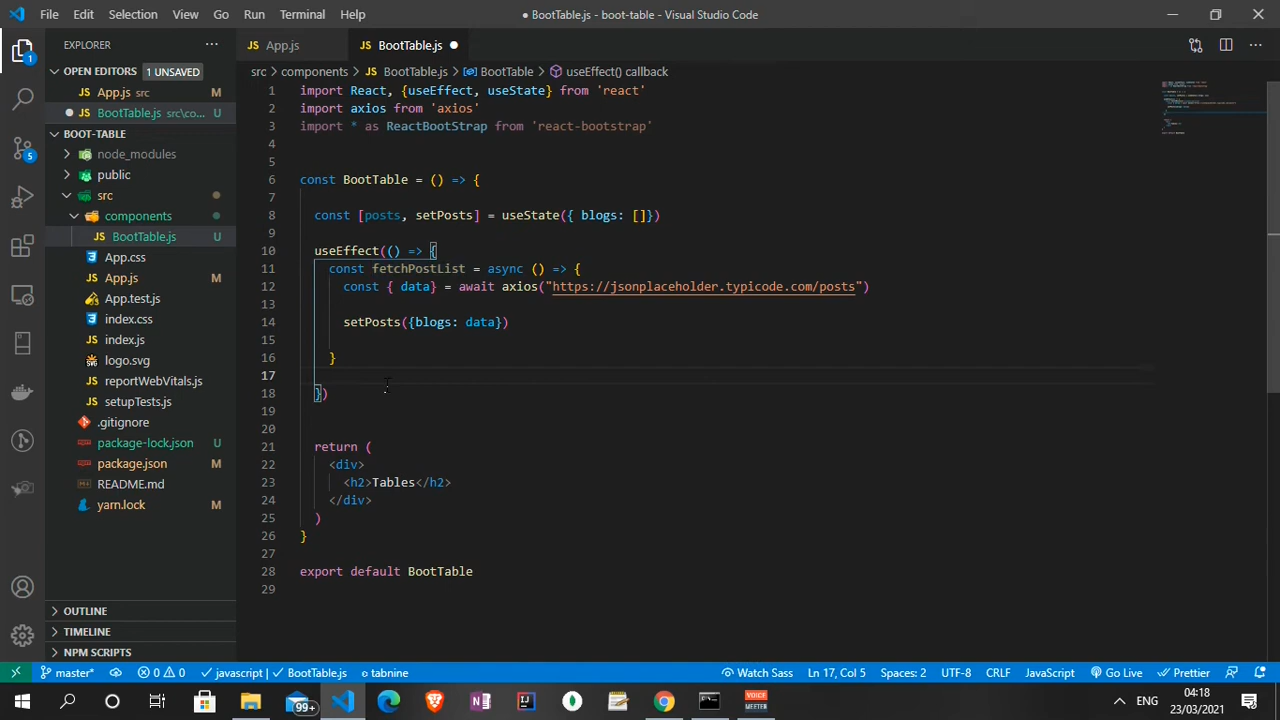 File Edit Selection View Go Run Terminal Help
● BootTable.js - boot-table - Visual Studio Code
EXPLORER
OPEN EDITORS 1 UNSAVED
App.js src M
BootTable.js src\co... U
BOOT-TABLE
node_modules
public
src
components
BootTable.js U
App.css
App.js M
App.test.js
index.css
index.js
logo.svg
reportWebVitals.js
setupTests.js
.gitignore
package-lock.json U
package.json M
README.md
yarn.lock M
OUTLINE
TIMELINE
NPM SCRIPTS
1
5
App.js
BootTable.js
src > components > BootTable.js > BootTable > useEffect() callback
1 import React, {useEffect, useState} from 'react'
2 import axios from 'axios'
3 import * as ReactBootStrap from 'react-bootstrap'
4
5
6 const BootTable = () => {
7
8 const [posts, setPosts] = useState({ blogs: []})
9
10 useEffect(() => {
11 const fetchPostList = async () => {
12 const { data} = await axios("https://jsonplaceholder.typicode.com/posts")
13
14 setPosts({blogs: data})
15
16 }
17
18 })
19
20
21 return (
22 <div>
23 <h2>Tables</h2>
24 </div>
25 )
26 }
27
28 export default BootTable
29
master* 0 0 javascript | BootTable.js tabnine Watch Sass Ln 17, Col 5 Spaces: 2 UTF-8 CRLF JavaScript Go Live Prettier
99+
VOICE MEETER
ENG
04:18
23/03/2021